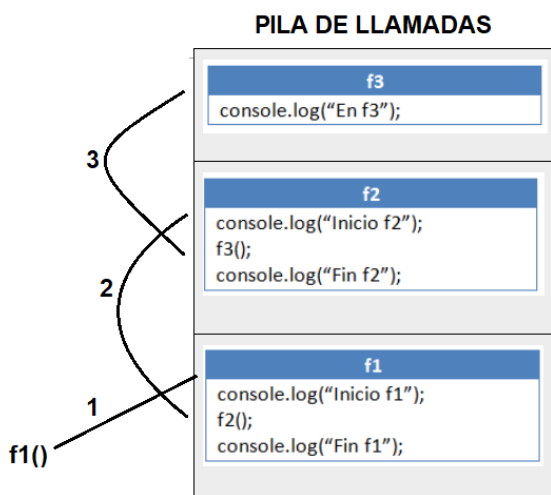 PILA DE LLAMADAS
f3
console.log(“En f3”);
3
f2
console.log(“Inicio f2”);
f3();
console.log(“Fin f2”);
2
f1
console.log(“Inicio f1”);
f2();
console.log(“Fin f1”);
1
f1()